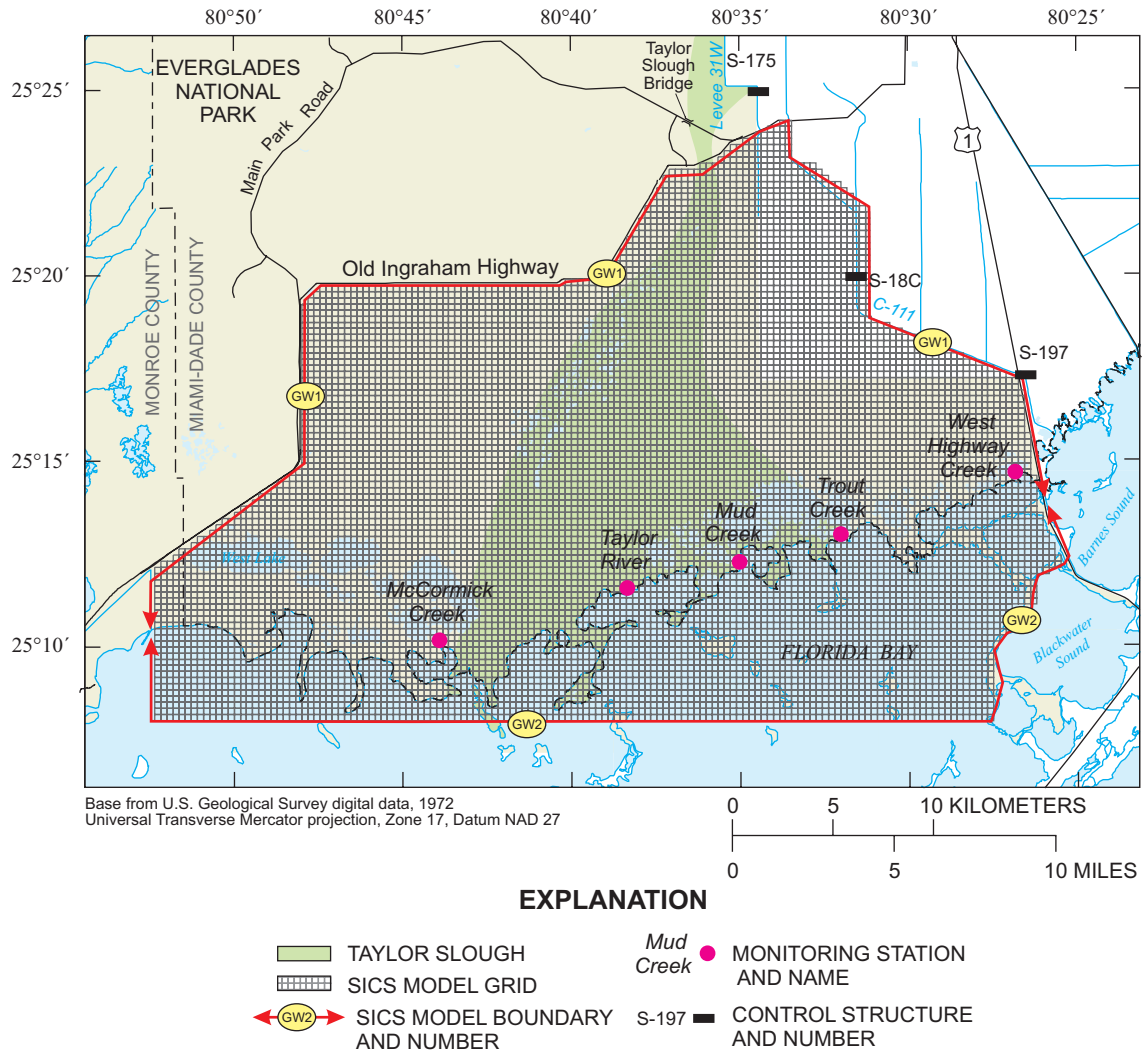 80°50′ 80°45′ 80°40′ 80°35′ 80°30′ 80°25′
25°25′
25°20′
25°15′
25°10′
EVERGLADES
NATIONAL
PARK
Main Park Road
Taylor
Slough
Bridge
Levee 31W
S-175
1
MONROE COUNTY
MIAMI-DADE COUNTY
Old Ingraham Highway
GW1
S-18C
C-111
GW1
S-197
GW1
West
Highway
Creek
Trout
Creek
Mud
Creek
Taylor
River
McCormick
Creek
West Lake
Barnes Sound
GW2
Blackwater
Sound
FLORIDA BAY
GW2
Base from U.S. Geological Survey digital data, 1972
Universal Transverse Mercator projection, Zone 17, Datum NAD 27
0 5 10 KILOMETERS
0 5 10 MILES
EXPLANATION
TAYLOR SLOUGH
SICS MODEL GRID
GW2 SICS MODEL BOUNDARY
AND NUMBER
Mud
Creek
MONITORING STATION
AND NAME
S-197 CONTROL STRUCTURE
AND NUMBER